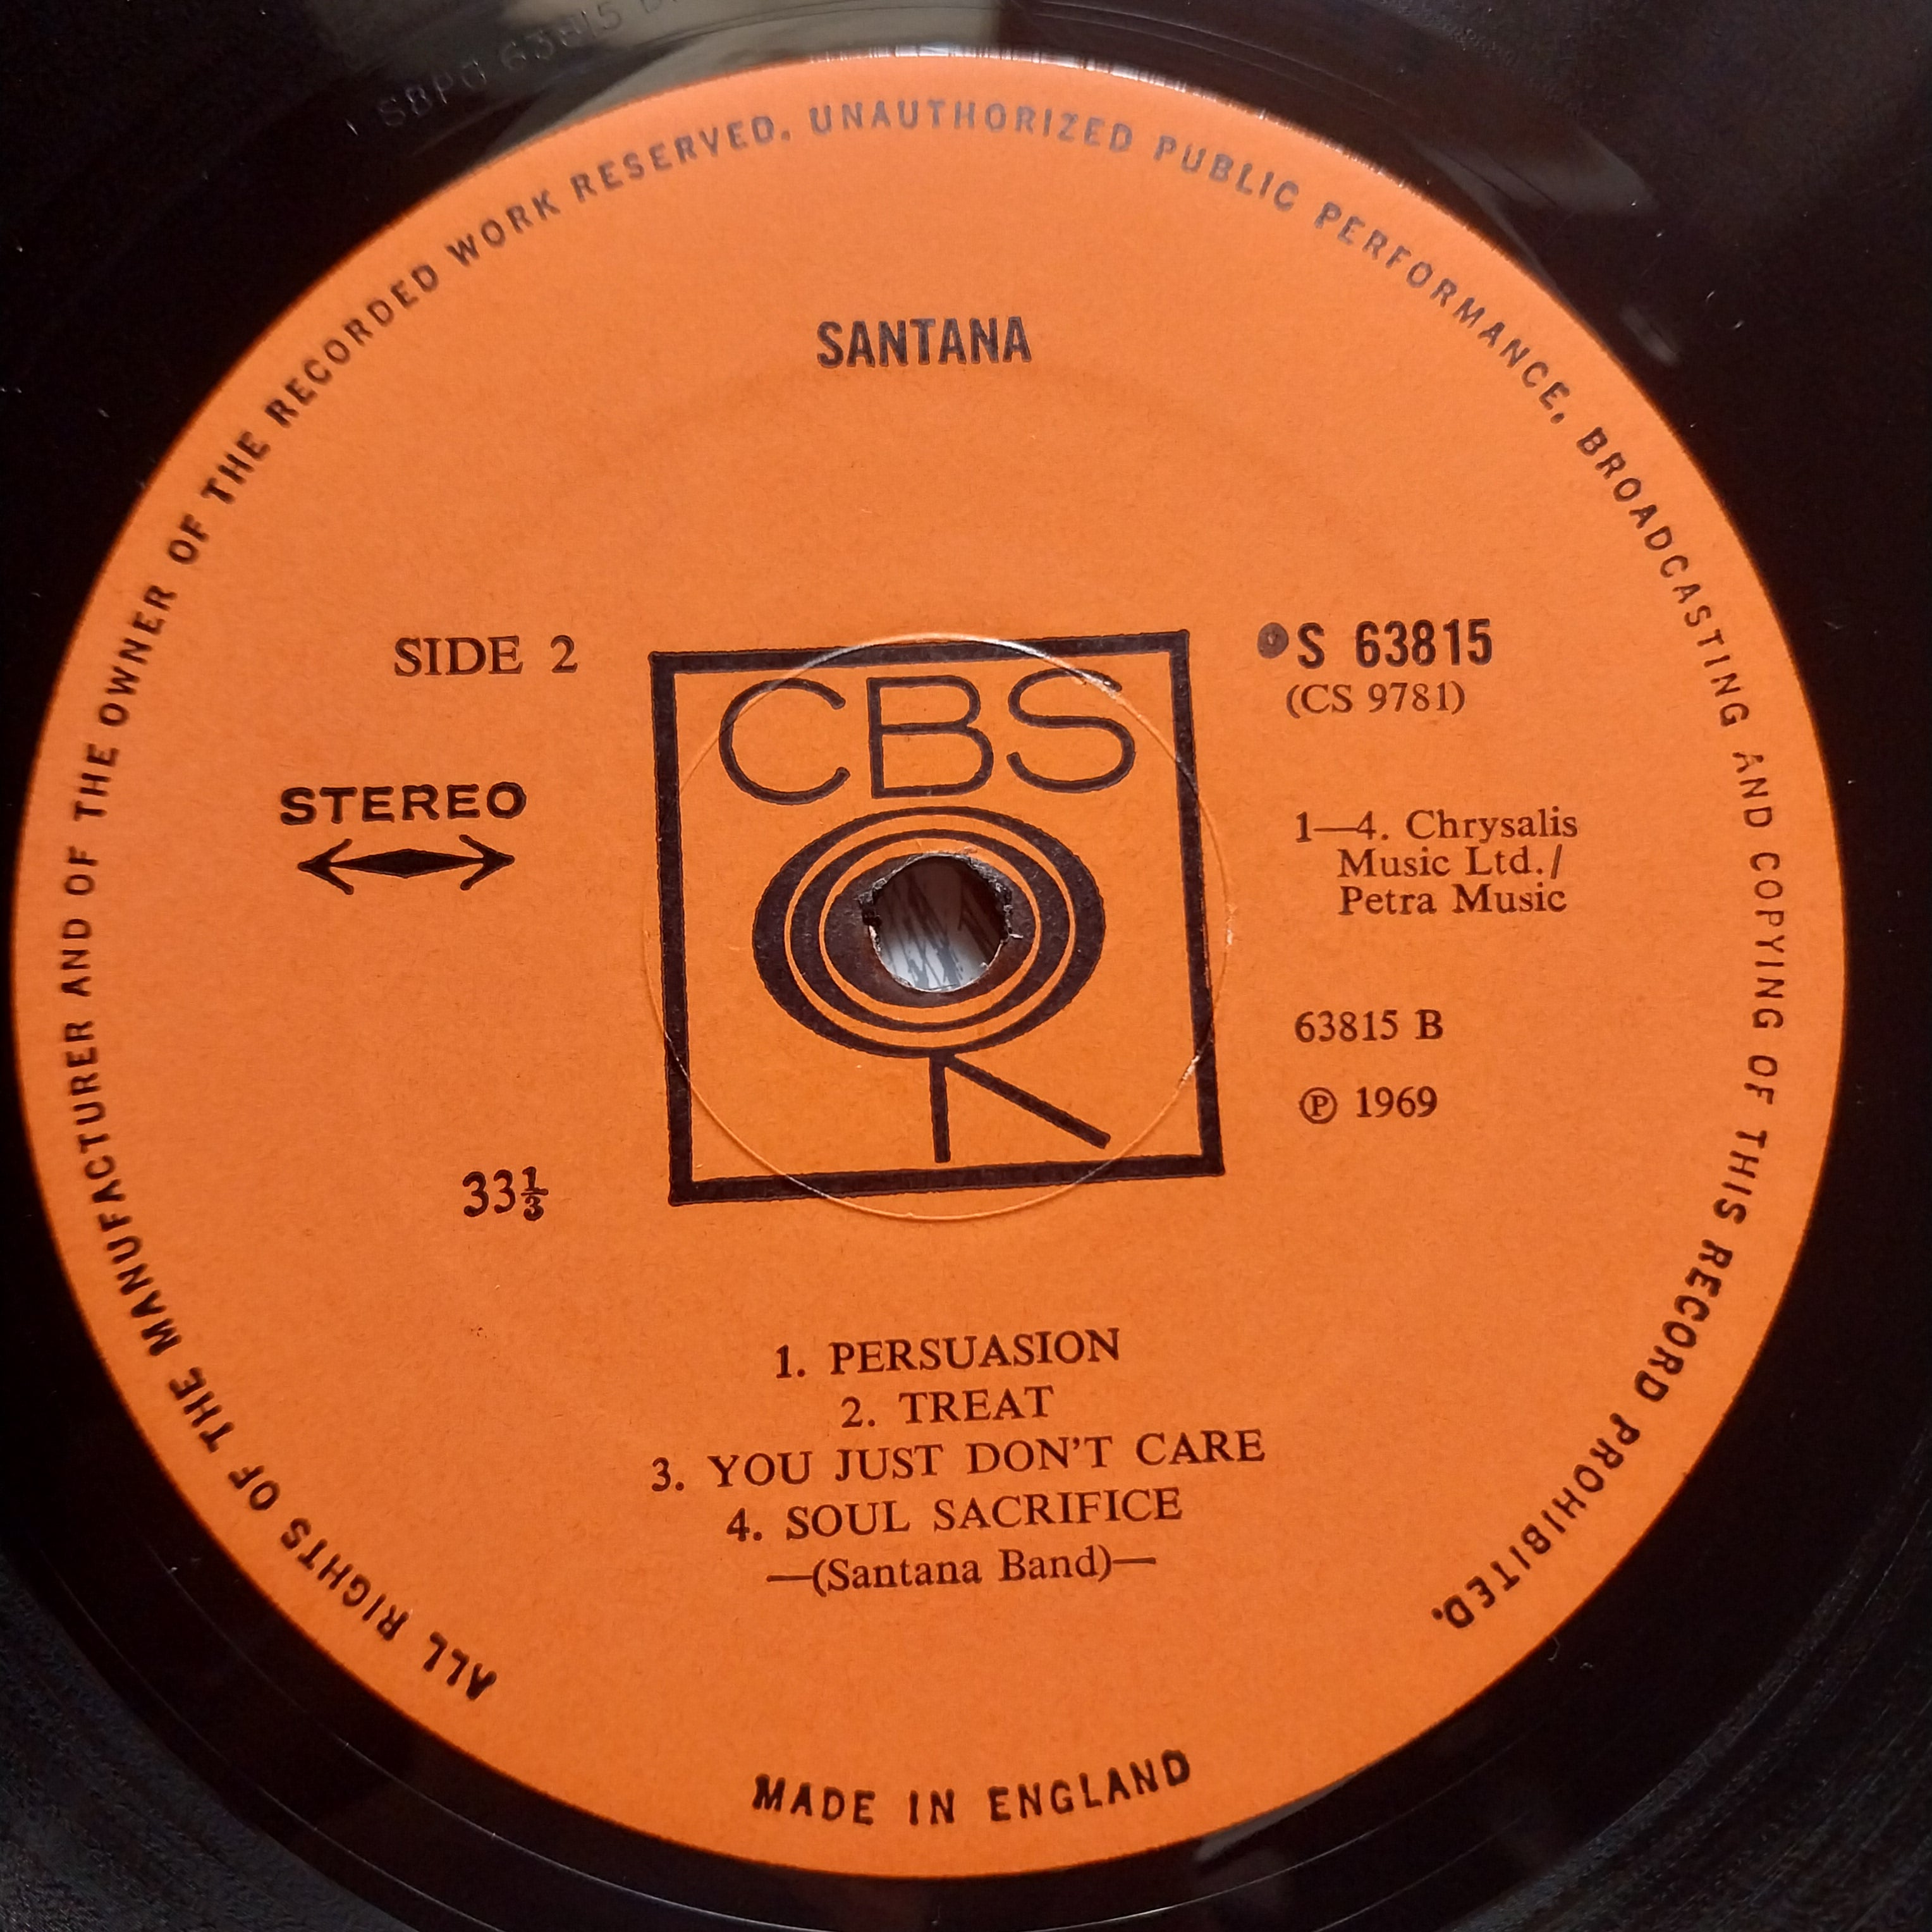 SBPG 63815
ALL RIGHTS OF THE MANUFACTURER AND OF THE OWNER OF THE RECORDED WORK RESERVED. UNAUTHORIZED PUBLIC PERFORMANCE, BROADCASTING AND COPYING OF THIS RECORD PROHIBITED.
SANTANA
SIDE 2
STEREO
33⅓
CBS
S 63815
(CS 9781)
1—4. Chrysalis
Music Ltd./
Petra Music
63815 B
℗ 1969
1. PERSUASION
2. TREAT
3. YOU JUST DON'T CARE
4. SOUL SACRIFICE
—(Santana Band)—
MADE IN ENGLAND